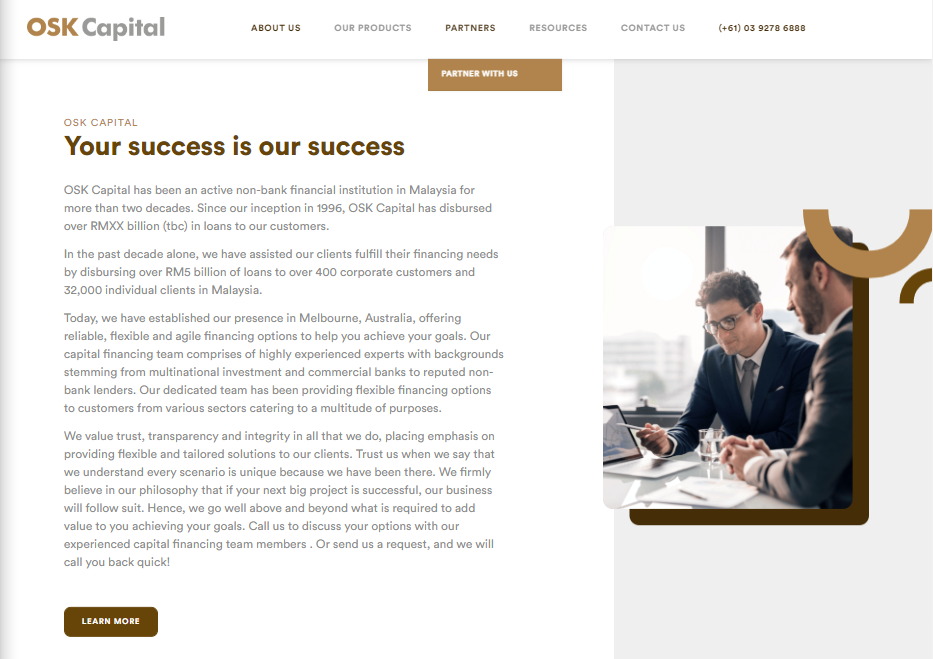 OSK Capital
ABOUT US
OUR PRODUCTS
PARTNERS
RESOURCES
CONTACT US
(+61) 03 9278 6888
PARTNER WITH US
OSK CAPITAL
Your success is our success
OSK Capital has been an active non-bank financial institution in Malaysia for
more than two decades. Since our inception in 1996, OSK Capital has disbursed
over RMXX billion (tbc) in loans to our customers.
In the past decade alone, we have assisted our clients fulfill their financing needs
by disbursing over RM5 billion of loans to over 400 corporate customers and
32,000 individual clients in Malaysia.
Today, we have established our presence in Melbourne, Australia, offering
reliable, flexible and agile financing options to help you achieve your goals. Our
capital financing team comprises of highly experienced experts with backgrounds
stemming from multinational investment and commercial banks to reputed non-
bank lenders. Our dedicated team has been providing flexible financing options
to customers from various sectors catering to a multitude of purposes.
We value trust, transparency and integrity in all that we do, placing emphasis on
providing flexible and tailored solutions to our clients. Trust us when we say that
we understand every scenario is unique because we have been there. We firmly
believe in our philosophy that if your next big project is successful, our business
will follow suit. Hence, we go well above and beyond what is required to add
value to you achieving your goals. Call us to discuss your options with our
experienced capital financing team members . Or send us a request, and we will
call you back quick!
LEARN MORE